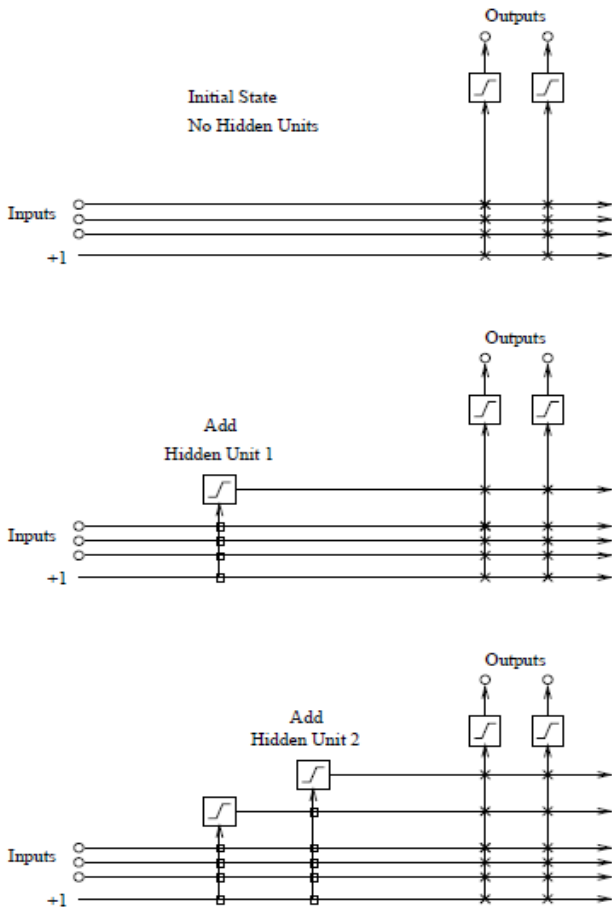 Outputs
Initial State
No Hidden Units
Inputs
+1
Outputs
Add
Hidden Unit 1
Inputs
+1
Outputs
Add
Hidden Unit 2
Inputs
+1